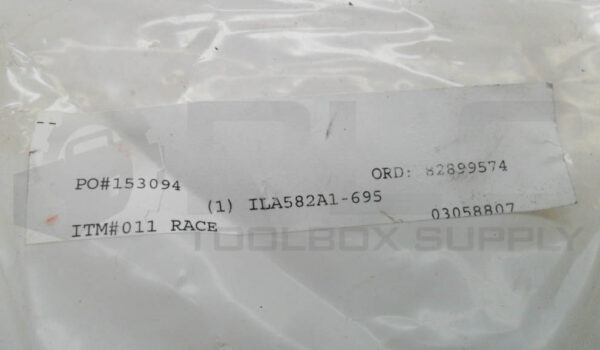 --
PO#153094 ORD: 82899574
(1) ILA582A1-695
ITM#011 RACE 03058807
TOOLBOX SUPPLY